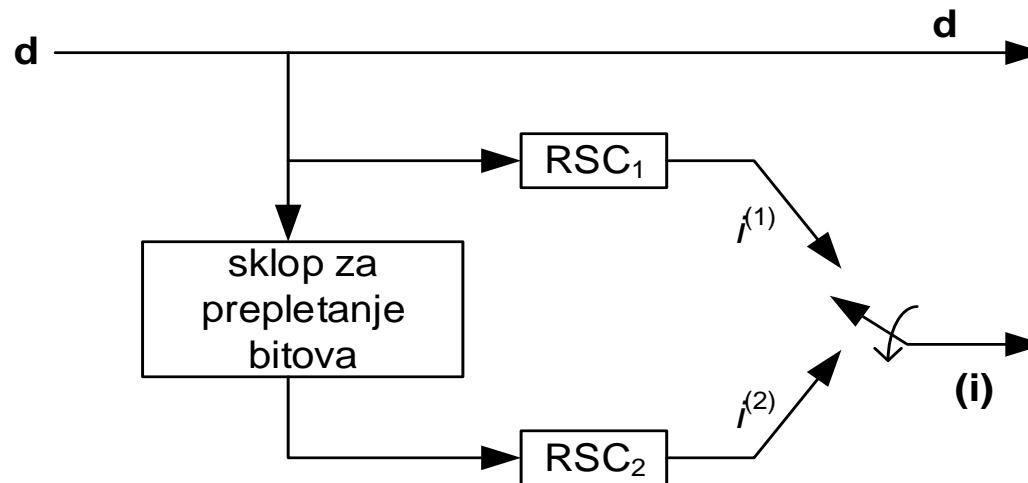 d
d
RSC₁
i⁽¹⁾
sklop za
prepletanje
bitova
(i)
i⁽²⁾
RSC₂